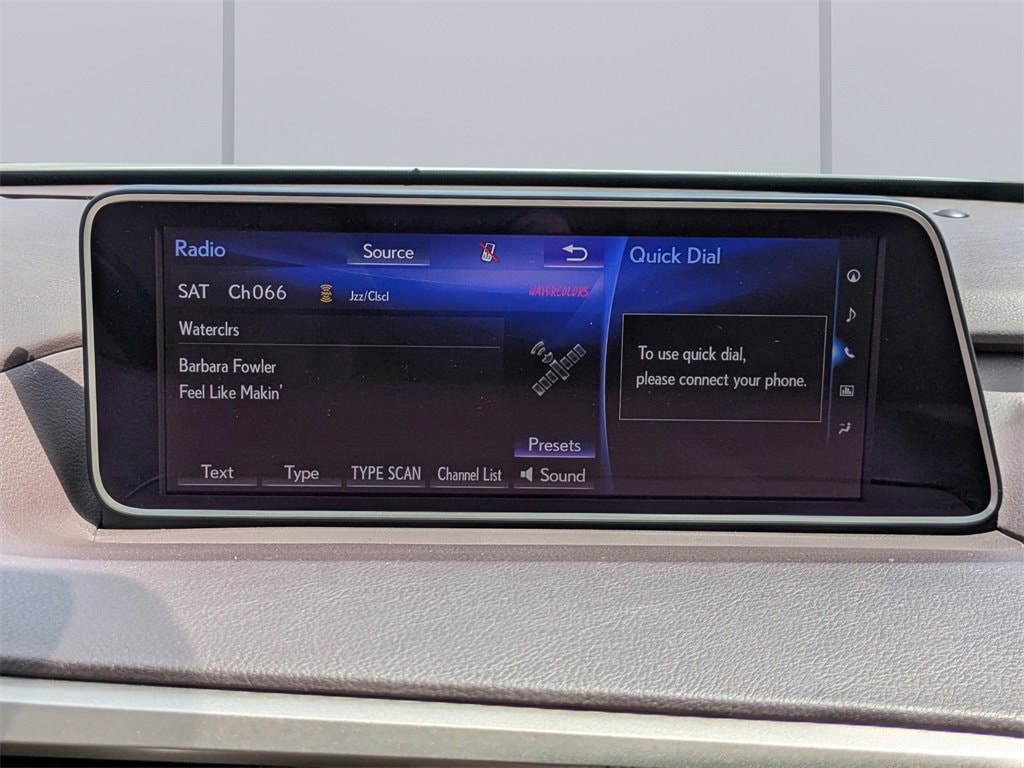 Radio
Source
Quick Dial
SAT Ch066
Jzz/Clscl
WATERCOLORS
Waterclrs
Barbara Fowler
Feel Like Makin'
To use quick dial,
please connect your phone.
Presets
Text
Type
TYPE SCAN
Channel List
Sound